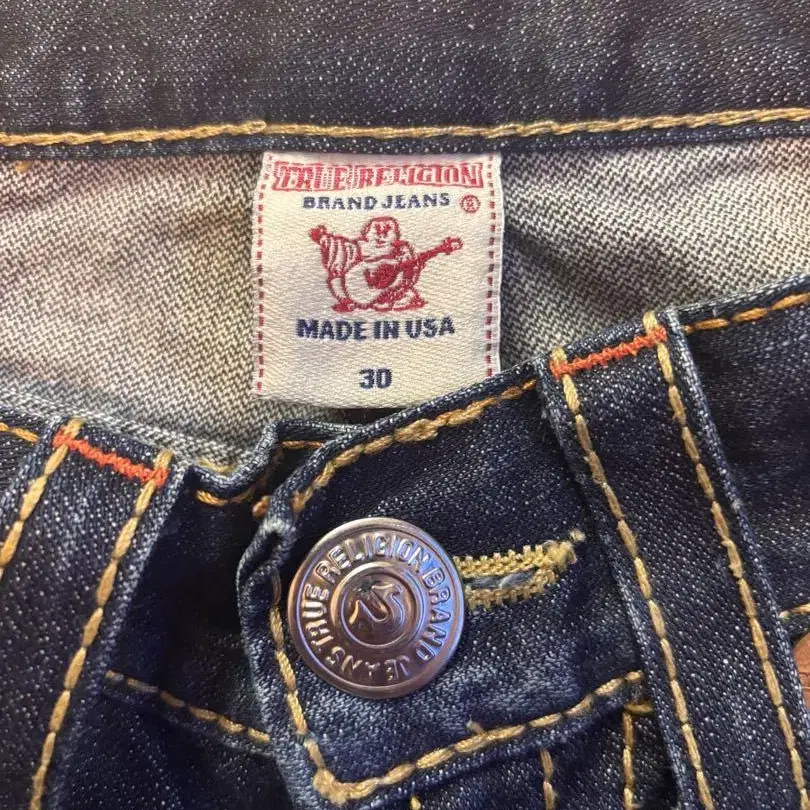 TRUE RELIGION
BRAND JEANS ®
MADE IN USA
30
TRUE RELIGION BRAND JEANS